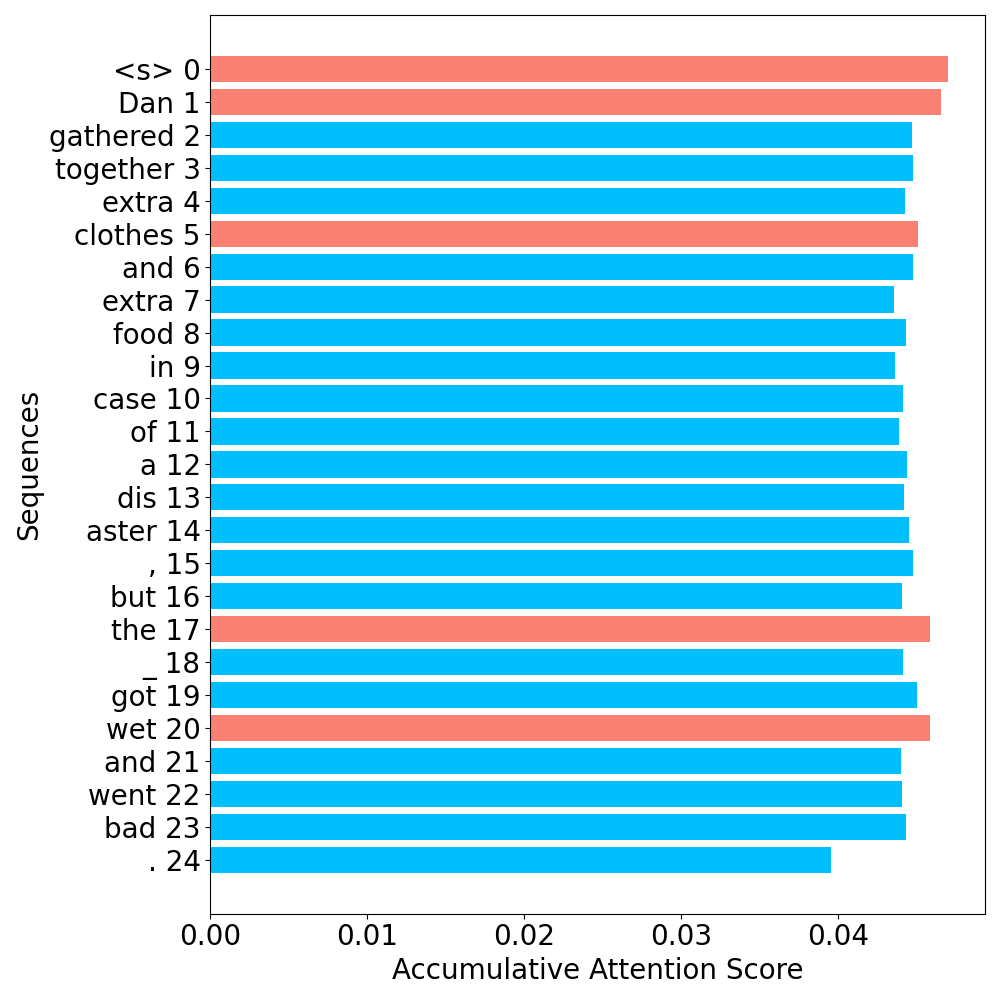 <s> 0
Dan 1
gathered 2
together 3
extra 4
clothes 5
and 6
extra 7
food 8
in 9
case 10
of 11
a 12
dis 13
aster 14
, 15
but 16
the 17
_ 18
got 19
wet 20
and 21
went 22
bad 23
. 24
Sequences
0.00 0.01 0.02 0.03 0.04
Accumulative Attention Score